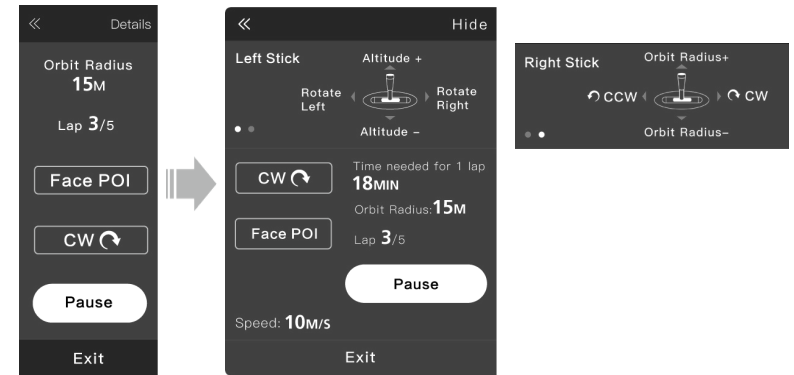 Details
Orbit Radius
15M
Lap 3/5
Face POI
CW
Pause
Exit
Hide
Left Stick
Altitude +
Rotate
Left
Rotate
Right
Altitude –
CW
Time needed for 1 lap
18MIN
Orbit Radius:15M
Face POI
Lap 3/5
Pause
Speed: 10M/S
Exit
Right Stick
Orbit Radius+
CCW
CW
Orbit Radius–